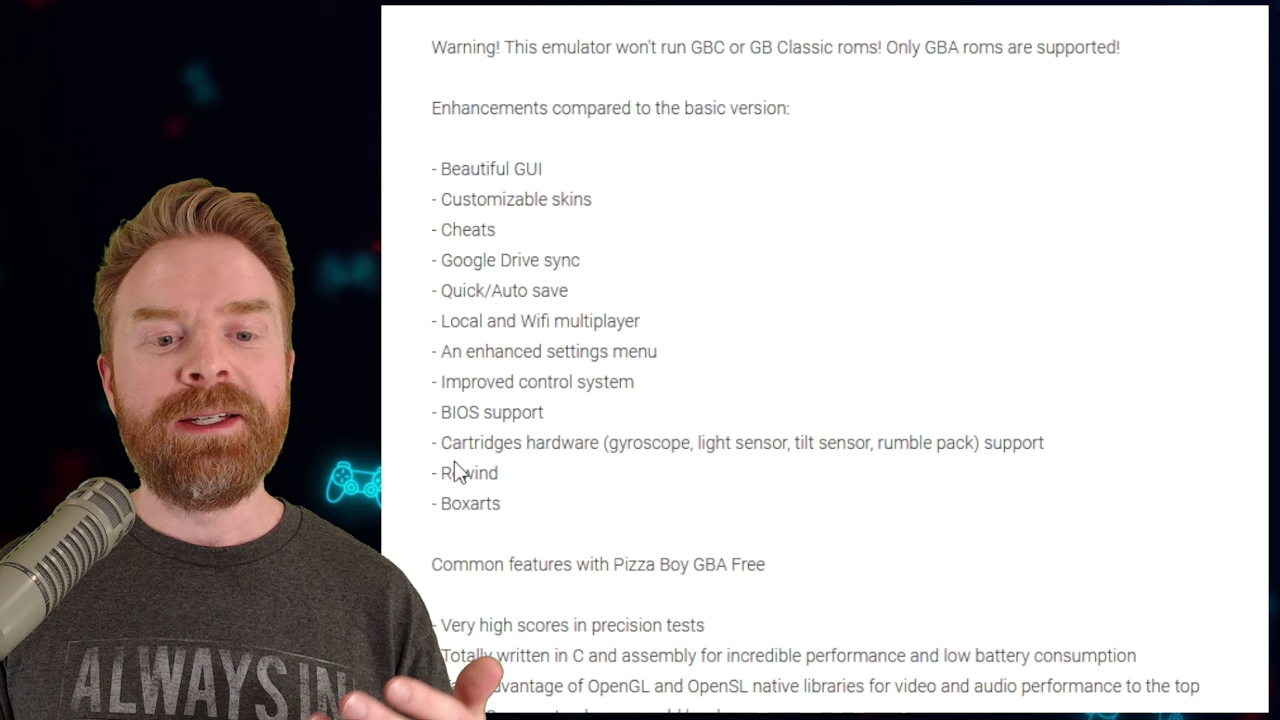 Warning! This emulator won't run GBC or GB Classic roms! Only GBA roms are supported!
Enhancements compared to the basic version:
- Beautiful GUI
- Customizable skins
- Cheats
- Google Drive sync
- Quick/Auto save
- Local and Wifi multiplayer
- An enhanced settings menu
- Improved control system
- BIOS support
- Cartridges hardware (gyroscope, light sensor, tilt sensor, rumble pack) support
- Rewind
- Boxarts
Common features with Pizza Boy GBA Free
- Very high scores in precision tests
Totally written in C and assembly for incredible performance and low battery consumption
advantage of OpenGL and OpenSL native libraries for video and audio performance to the top
ALWAYS IN